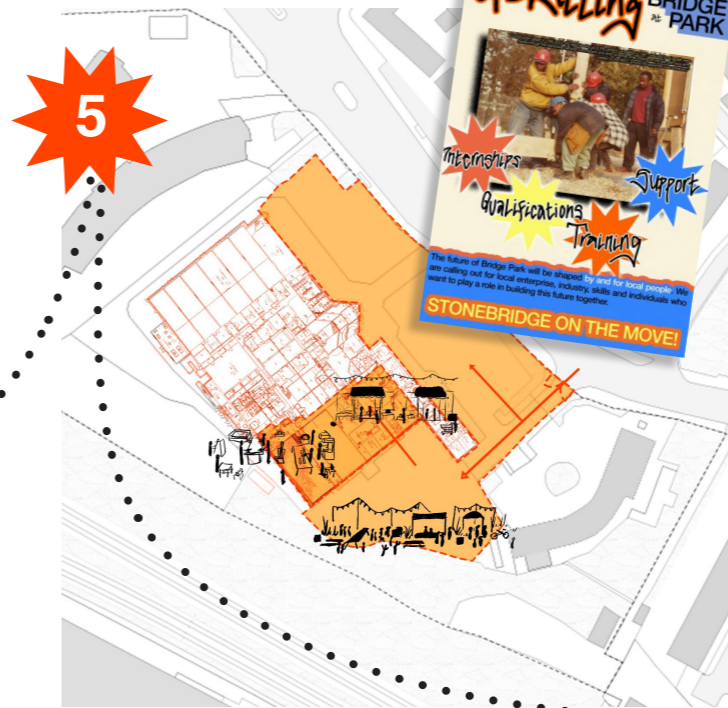 5
BRIDGE
at PARK
Internships
Qualifications
Training
Support
The future of Bridge Park will be shaped by and for local people. We
are calling out for local enterprise, industry, skills and individuals who
want to play a role in building this future together.
STONEBRIDGE ON THE MOVE!